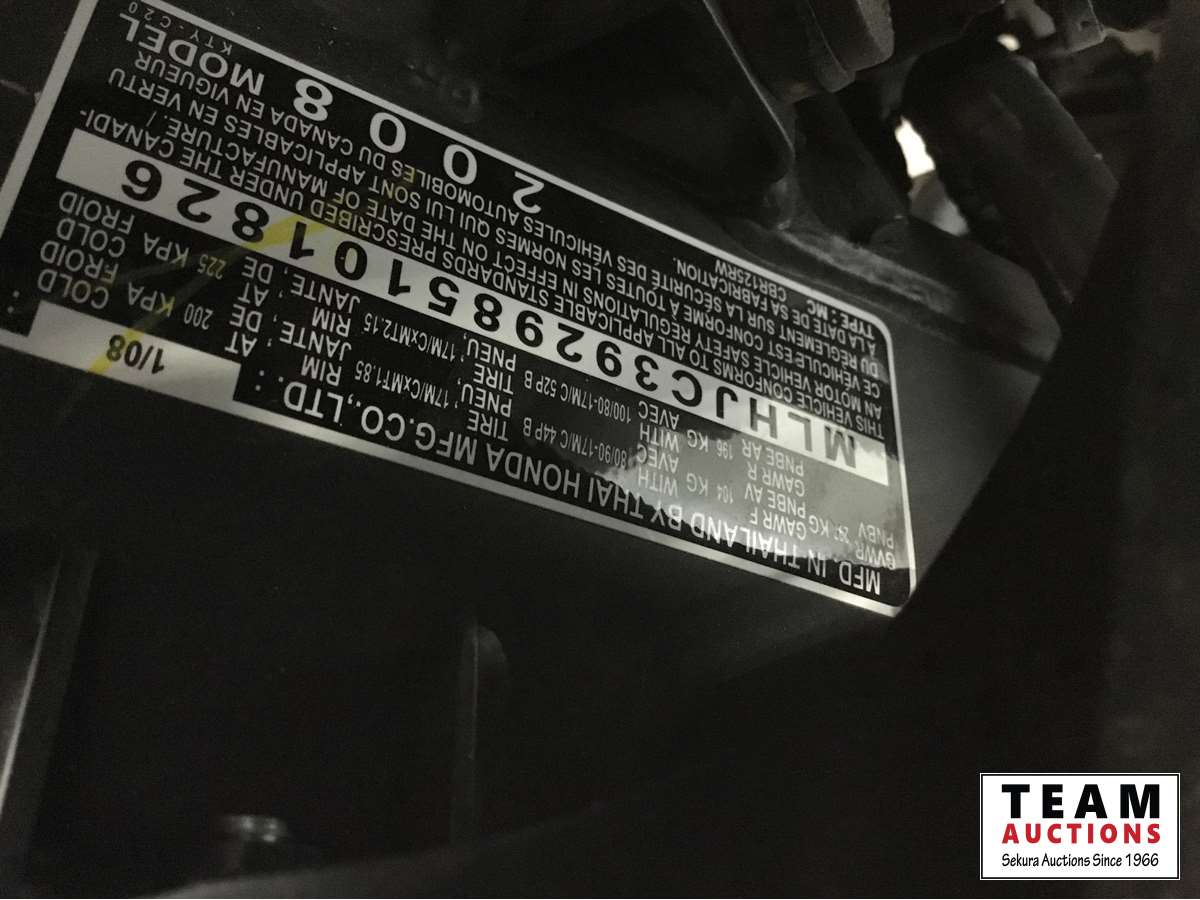 MFD. IN THAILAND BY THAI HONDA MFG.CO.,LTD. : 1/08 :
GVWR
PNBV KG
GAWR F WITH TIRE RIM AT COLD
PNBE AV 104 KG AVEC 80/90-17M/C 44P B PNEU, 17M/CxMT1.85 JANTE, DE, 200 KPA FROID
GAWR R WITH TIRE RIM AT COLD
PNBE AR 196 KG AVEC 100/80-17M/C 52P B PNEU, 17M/CxMT2.15 JANTE, DE, 225 KPA FROID
MLHJC392985101826
THIS VEHICLE CONFORMS TO ALL APPLICABLE STANDARDS PRESCRIBED UNDER THE CANADI-
AN MOTOR VEHICLE SAFETY REGULATIONS IN EFFECT ON THE DATE OF MANUFACTURE. /
CE VÉHICULE EST CONFORME À TOUTES LES NORMES QUI LUI SONT APPLICABLES EN VERTU
DU RÈGLEMENT SUR LA SÉCURITÉ DES VÉHICULES AUTOMOBILES DU CANADA EN VIGUEUR
À LA DATE DE SA FABRICATION.
TYPE : MC 2008 MODEL
CBR125RW KTY-C20
TEAM
AUCTIONS
Sekura Auctions Since 1966